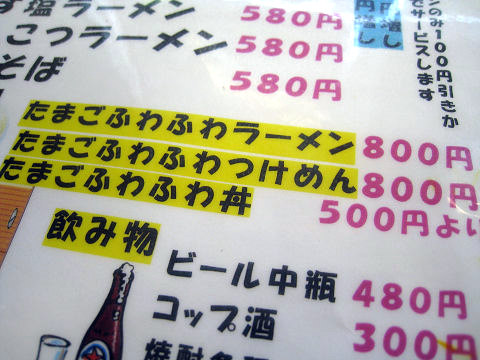 塩ラーメン 580円
こつラーメン 580円
そば 580円
たまごふわふわラーメン 800円
たまごふわふわつけめん 800円
たまごふわふわ丼 500円より
飲み物
ビール中瓶 480円
コップ酒 300円
焼酎各
のみ100円引きか
サービスします